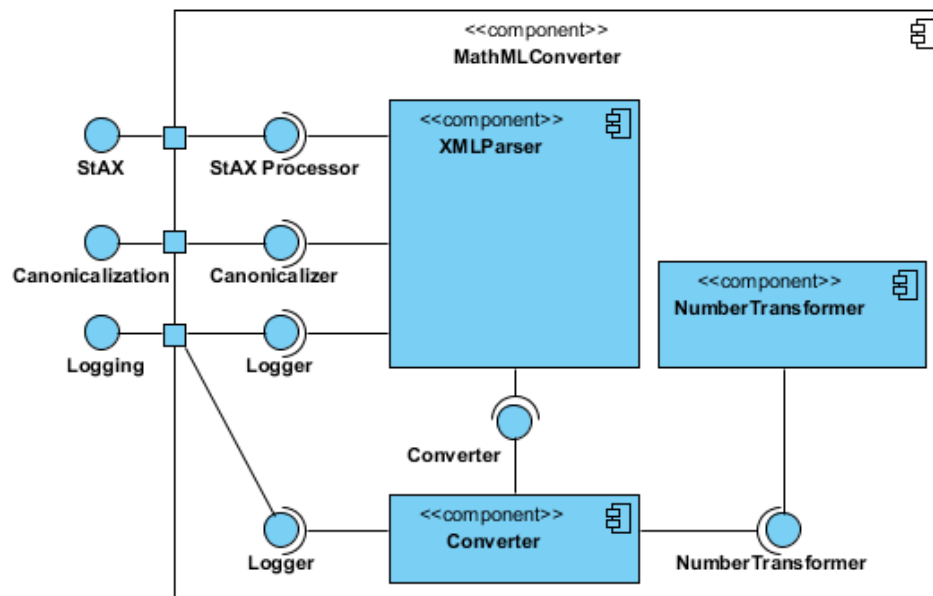 <<component>>
MathMLConverter
<<component>>
XMLParser
StAX
StAX Processor
Canonicalization
Canonicalizer
<<component>>
NumberTransformer
Logging
Logger
Converter
<<component>>
Converter
Logger
NumberTransformer